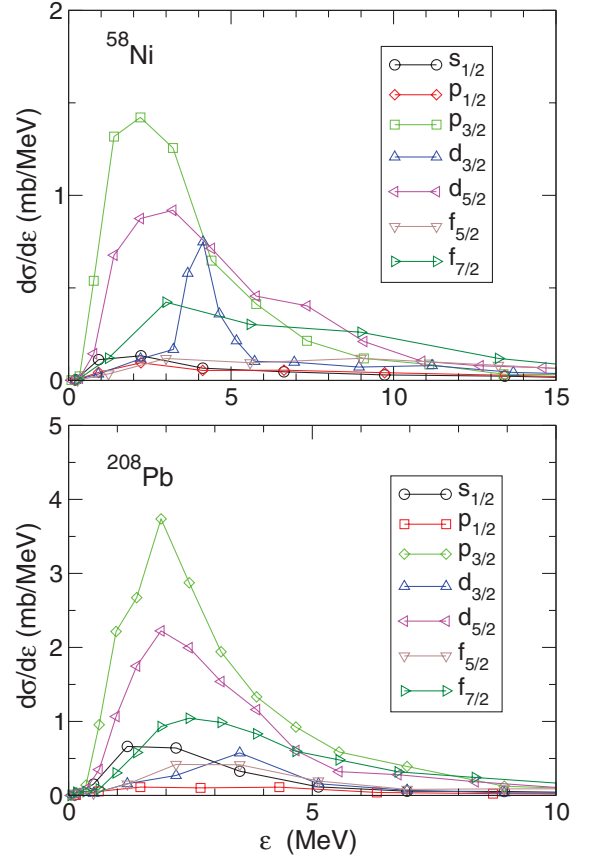 ⁵⁸Ni
s₁/₂
p₁/₂
p₃/₂
d₃/₂
d₅/₂
f₅/₂
f₇/₂
dσ/dε (mb/MeV)
2
1
0
0 5 10 15
²⁰⁸Pb
s₁/₂
p₁/₂
p₃/₂
d₃/₂
d₅/₂
f₅/₂
f₇/₂
dσ/dε (mb/MeV)
5
4
3
2
1
0
0 5 10
ε (MeV)